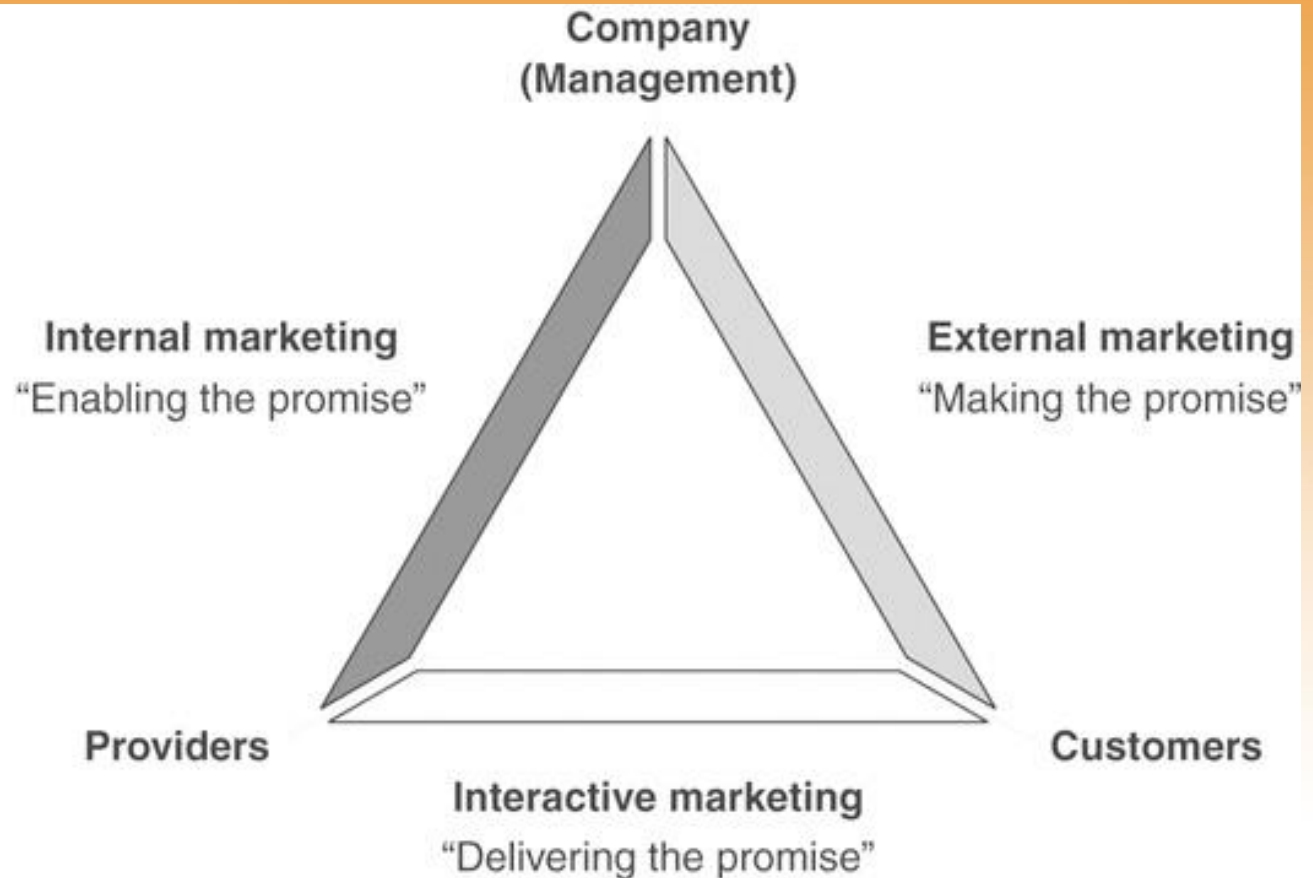 Company
(Management)
Internal marketing
“Enabling the promise”
External marketing
“Making the promise”
Providers
Customers
Interactive marketing
“Delivering the promise”